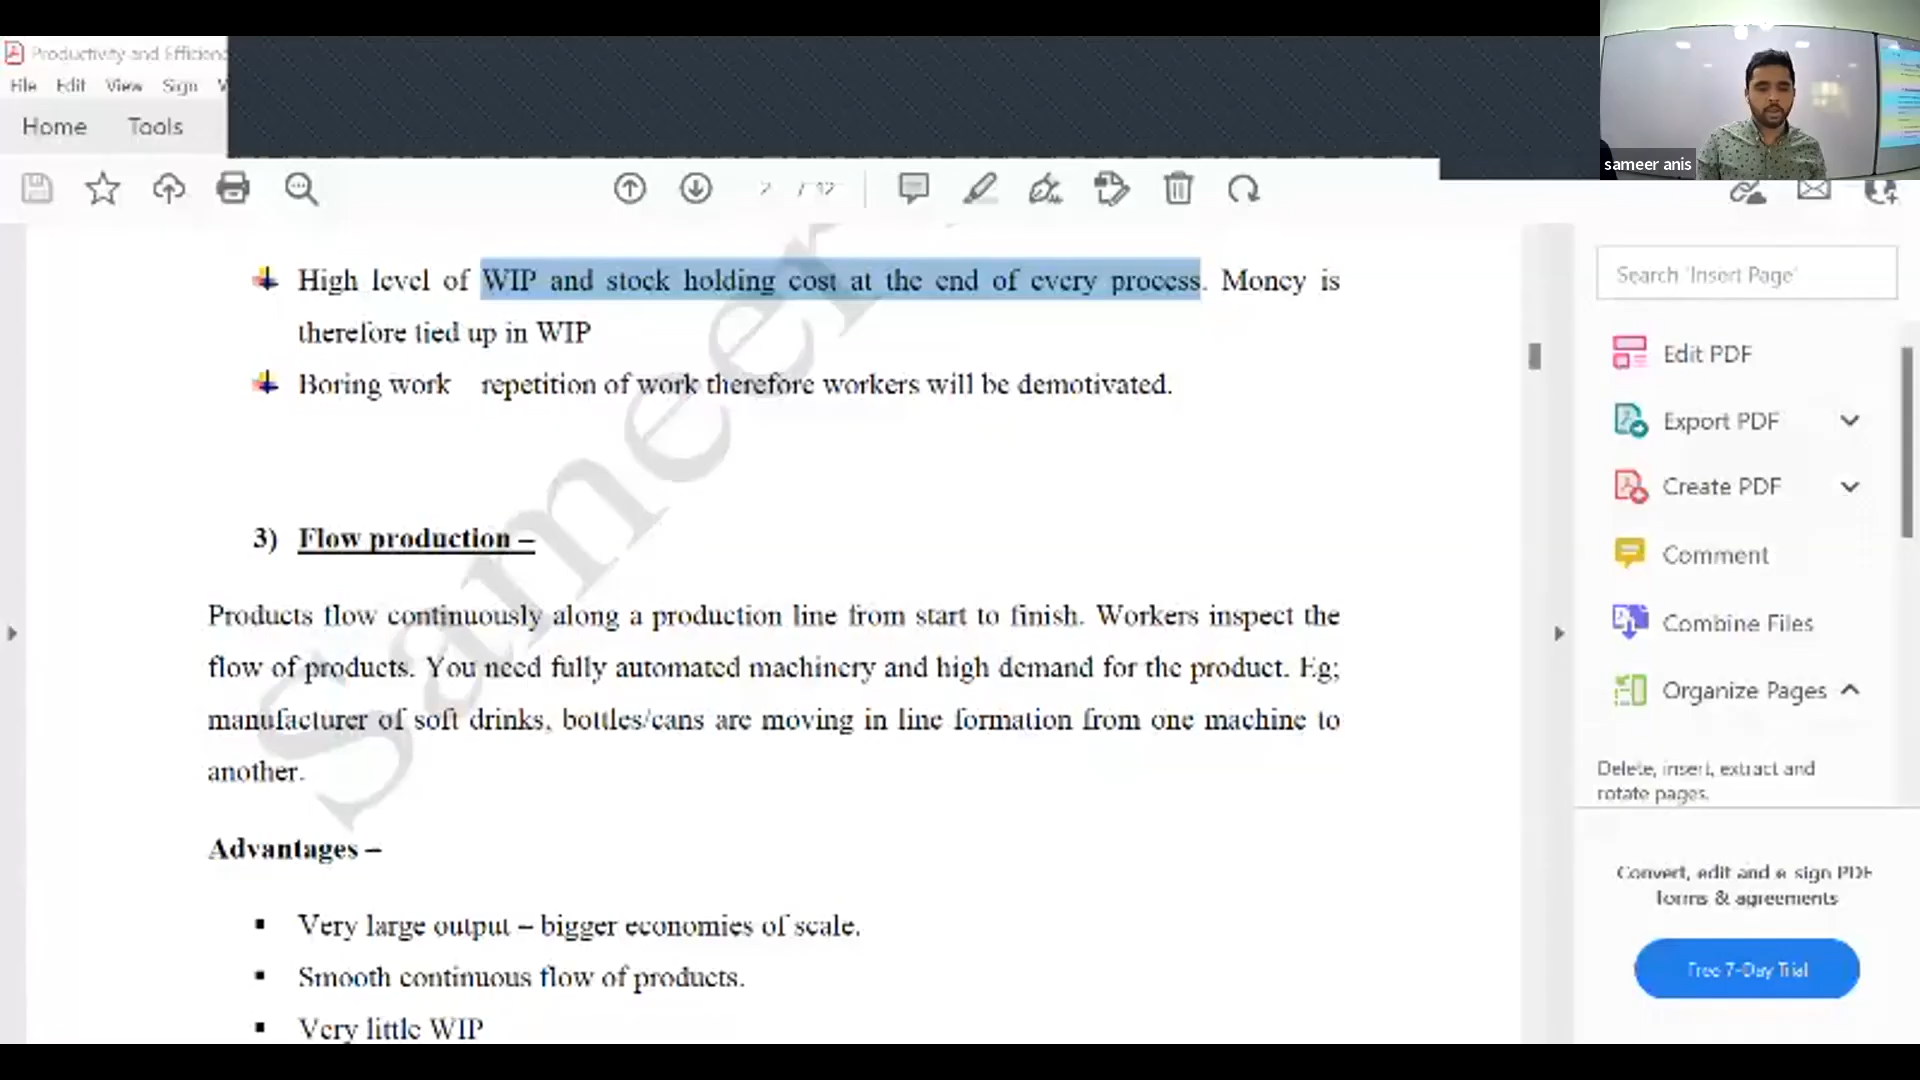 Productivity and Efficienc
File Edit View Sign
Home Tools
sameer anis
2 / 12
Search 'Insert Page'
High level of WIP and stock holding cost at the end of every process. Money is
therefore tied up in WIP
Boring work repetition of work therefore workers will be demotivated.
3) Flow production –
Products flow continuously along a production line from start to finish. Workers inspect the
flow of products. You need fully automated machinery and high demand for the product. Eg;
manufacturer of soft drinks, bottles/cans are moving in line formation from one machine to
another.
Advantages –
▪ Very large output – bigger economies of scale.
▪ Smooth continuous flow of products.
▪ Very little WIP
Sameer
Edit PDF
Export PDF
Create PDF
Comment
Combine Files
Organize Pages
Delete, insert, extract and
rotate pages.
Convert, edit and e sign PDF
forms & agreements
Free 7-Day Trial